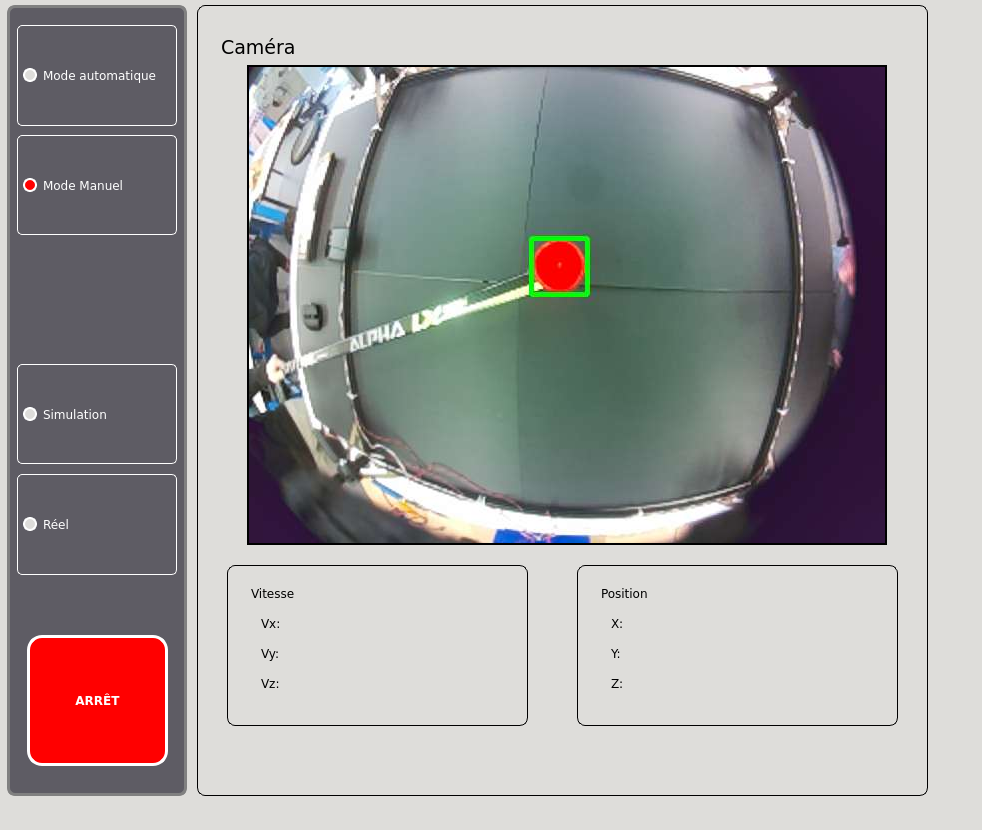 Mode automatique
Mode Manuel
Simulation
Réel
ARRÊT
Caméra
ALPHA LX
Vitesse
Vx:
Vy:
Vz:
Position
X:
Y:
Z: